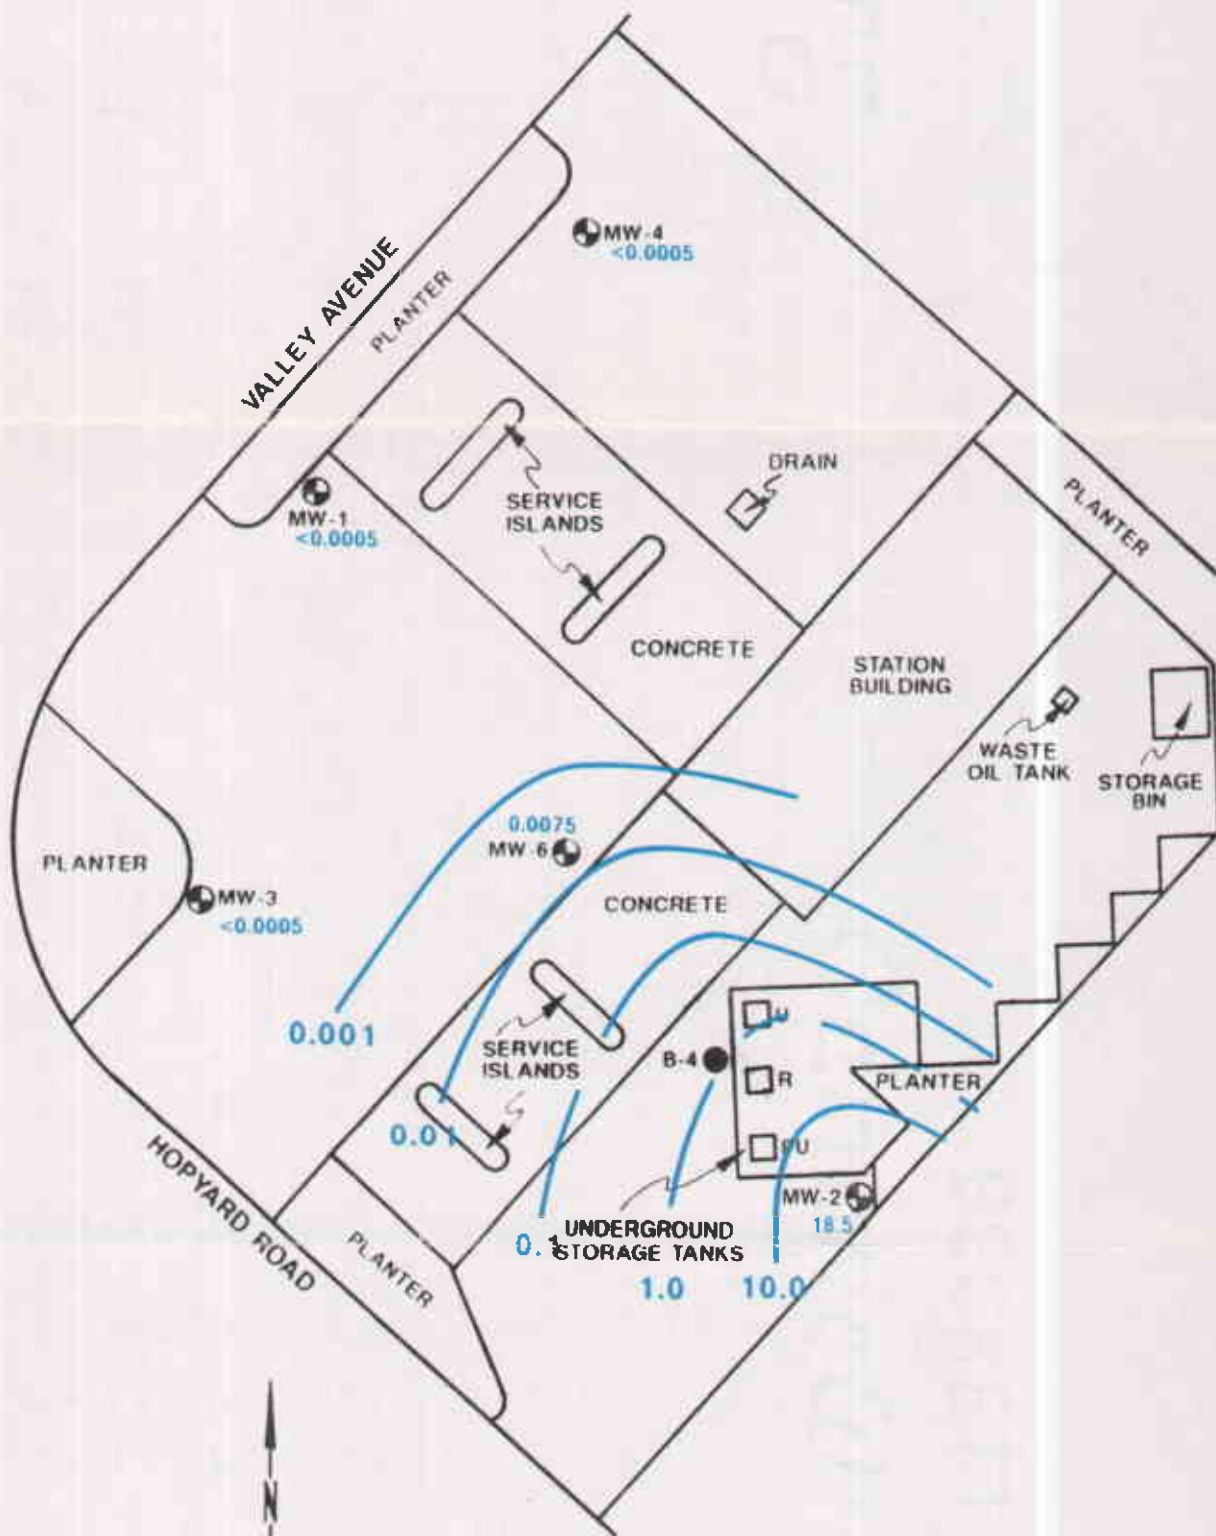 MW-4
<0.0005
VALLEY AVENUE
PLANTER
DRAIN
PLANTER
SERVICE
ISLANDS
MW-1
<0.0005
CONCRETE
STATION
BUILDING
WASTE
OIL TANK
STORAGE
BIN
0.0075
MW-6
PLANTER
MW-3
<0.0005
CONCRETE
0.001
U
SERVICE
ISLANDS
B-4
R
PLANTER
0.01
HOPYARD ROAD
MW-2
18.5
PLANTER
0.1
UNDERGROUND
STORAGE TANKS
1.0
10.0
N